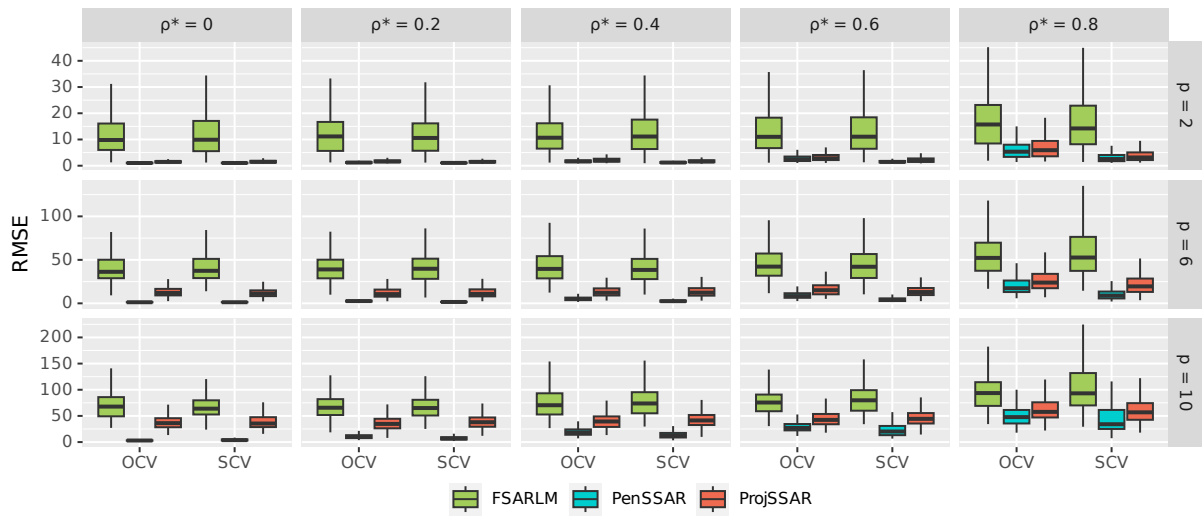 ρ* = 0 ρ* = 0.2 ρ* = 0.4 ρ* = 0.6 ρ* = 0.8
40
30
20
10
0
p = 2
100
50
0
p = 6
200
150
100
50
0
p = 10
RMSE
OCV SCV OCV SCV OCV SCV OCV SCV OCV SCV
FSARLM PenSSAR ProjSSAR